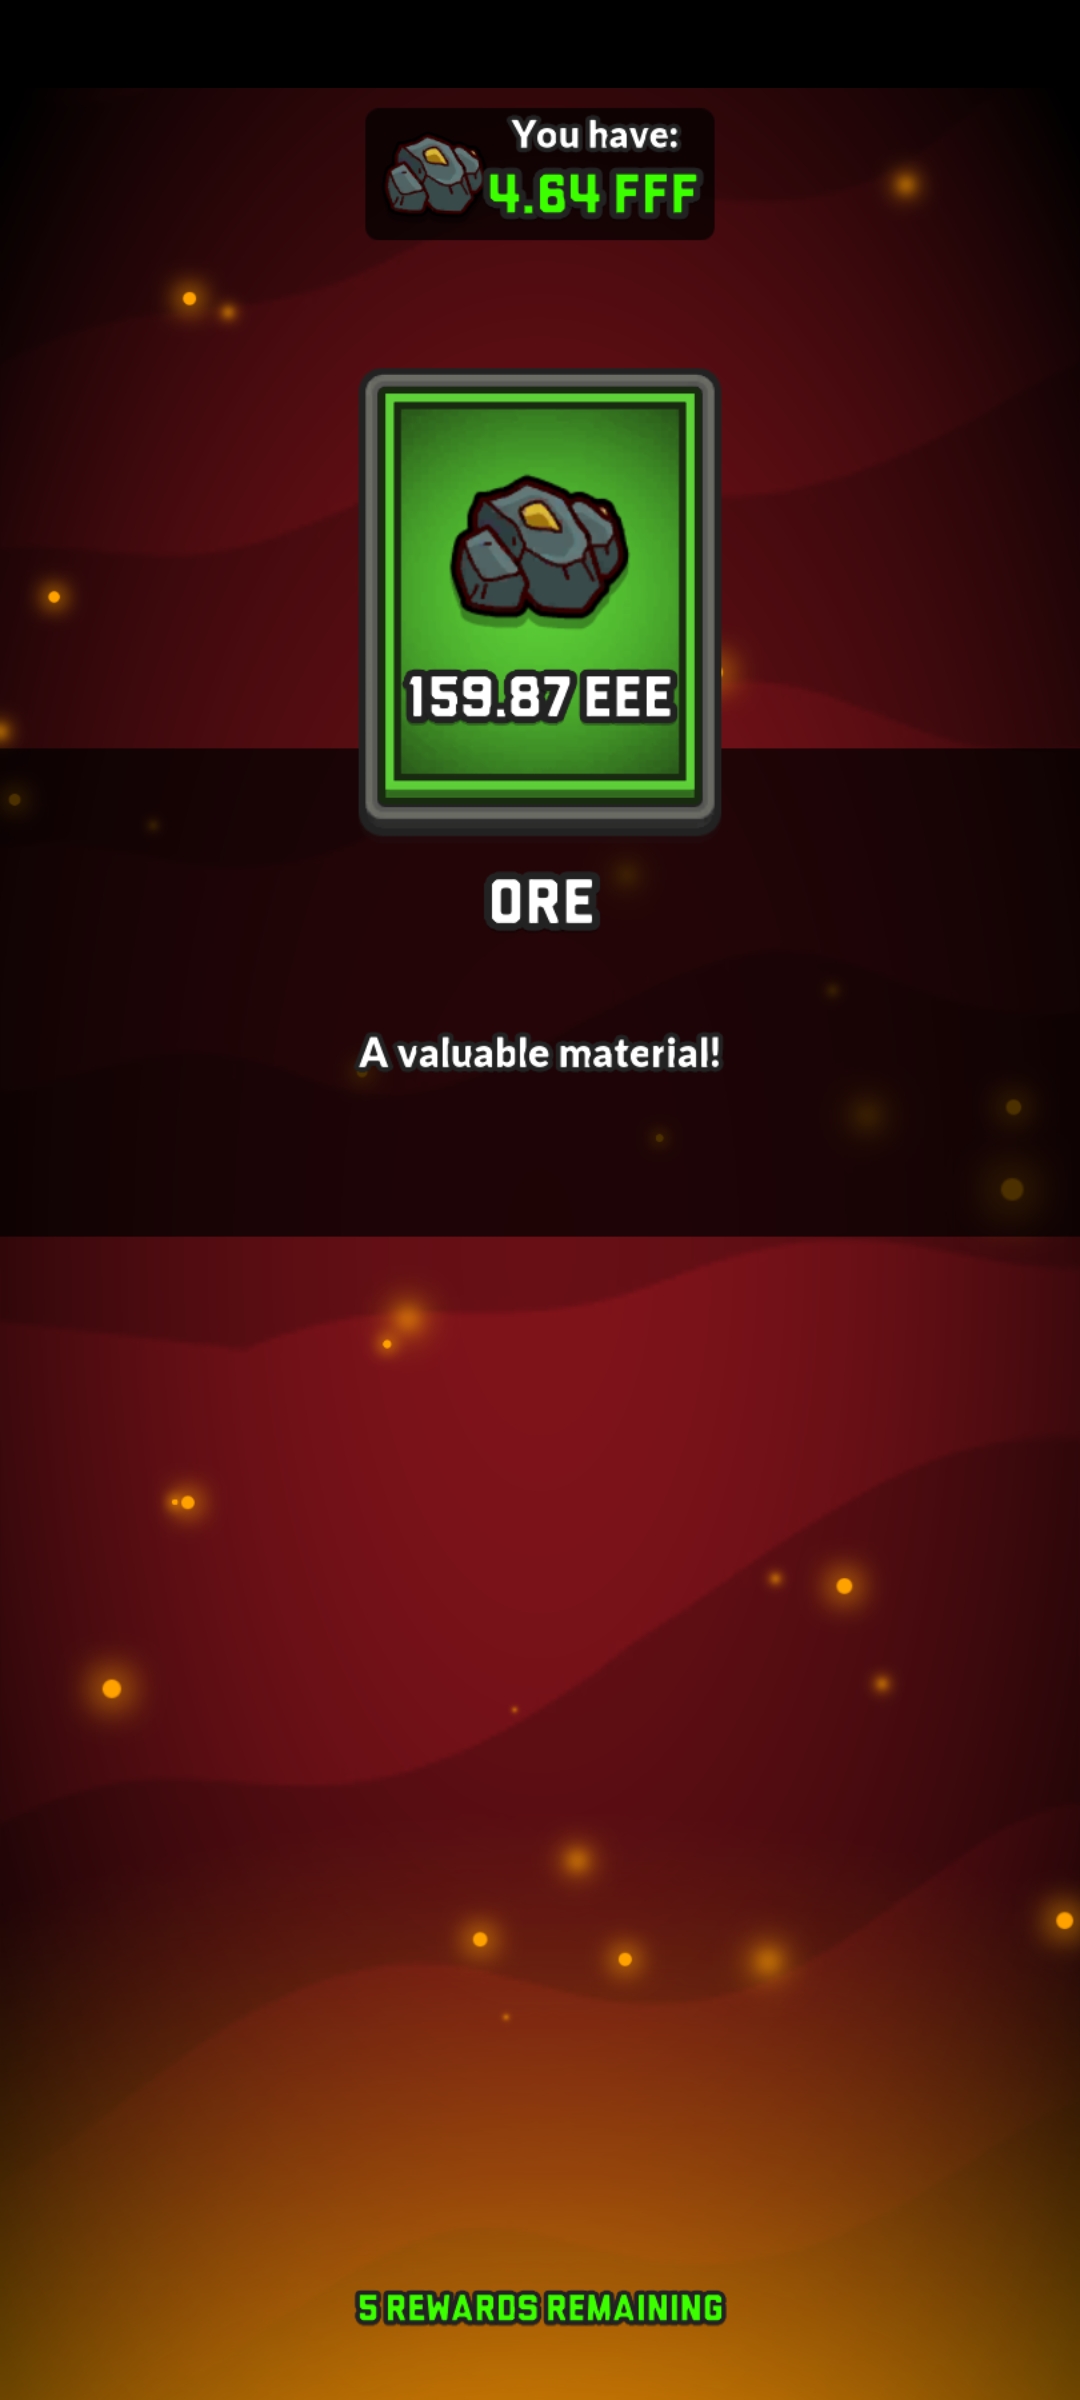 You have:
4.64 FFF
159.87 EEE
ORE
A valuable material!
5 REWARDS REMAINING